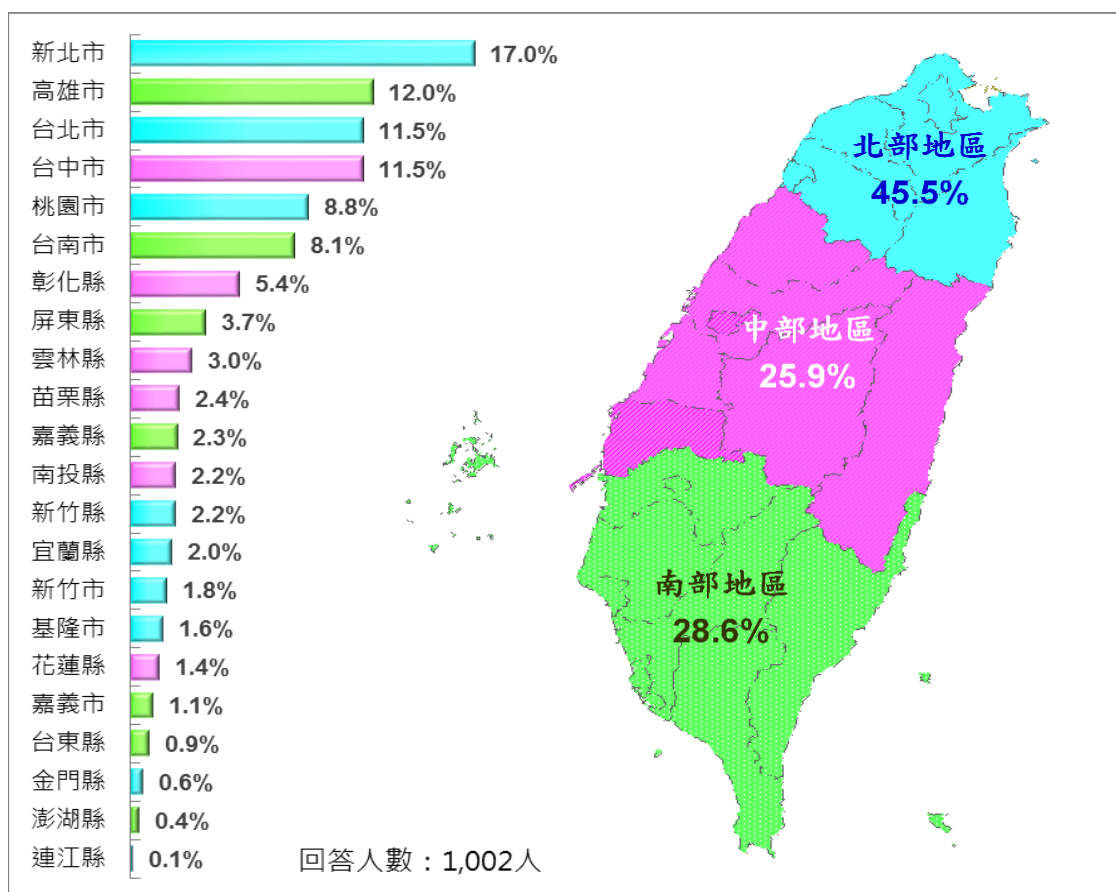 新北市 17.0%
高雄市 12.0%
台北市 11.5%
台中市 11.5%
桃園市 8.8%
台南市 8.1%
彰化縣 5.4%
屏東縣 3.7%
雲林縣 3.0%
苗栗縣 2.4%
嘉義縣 2.3%
南投縣 2.2%
新竹縣 2.2%
宜蘭縣 2.0%
新竹市 1.8%
基隆市 1.6%
花蓮縣 1.4%
嘉義市 1.1%
台東縣 0.9%
金門縣 0.6%
澎湖縣 0.4%
連江縣 0.1%
回答人數：1,002人
北部地區
45.5%
中部地區
25.9%
南部地區
28.6%